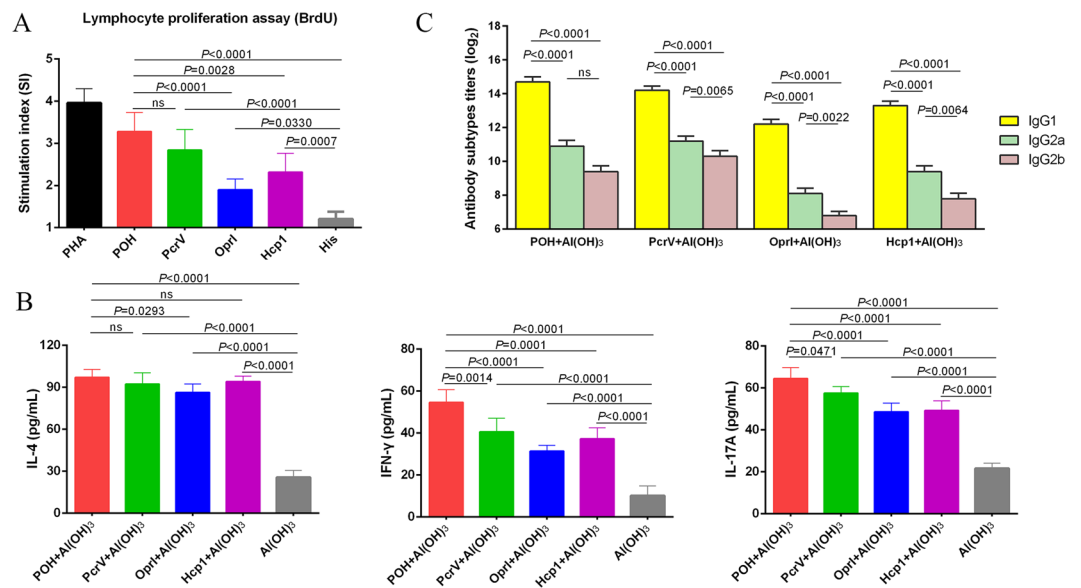 A
Lymphocyte proliferation assay (BrdU)
Stimulation index (SI)
5
4
3
2
1
P<0.0001
P=0.0028
P<0.0001
ns
P<0.0001
P=0.0330
P=0.0007
PHA
POH
PcrV
OprI
Hcp1
His
C
Antibody subtypes titers (log2)
16
14
12
10
8
6
P<0.0001
P<0.0001
ns
P<0.0001
P<0.0001
P=0.0065
P<0.0001
P<0.0001
P=0.0022
P<0.0001
P<0.0001
P=0.0064
POH+Al(OH)3
PcrV+Al(OH)3
OprI+Al(OH)3
Hcp1+Al(OH)3
IgG1
IgG2a
IgG2b
B
IL-4 (pg/mL)
120
90
60
30
0
P<0.0001
ns
P=0.0293
ns
P<0.0001
P<0.0001
P<0.0001
POH+Al(OH)3
PcrV+Al(OH)3
OprI+Al(OH)3
Hcp1+Al(OH)3
Al(OH)3
IFN-γ (pg/mL)
80
60
40
20
0
P<0.0001
P=0.0001
P<0.0001
P=0.0014
P<0.0001
P<0.0001
P<0.0001
POH+Al(OH)3
PcrV+Al(OH)3
OprI+Al(OH)3
Hcp1+Al(OH)3
Al(OH)3
IL-17A (pg/mL)
80
60
40
20
0
P<0.0001
P<0.0001
P<0.0001
P=0.0471
P<0.0001
P<0.0001
P<0.0001
POH+Al(OH)3
PcrV+Al(OH)3
OprI+Al(OH)3
Hcp1+Al(OH)3
Al(OH)3